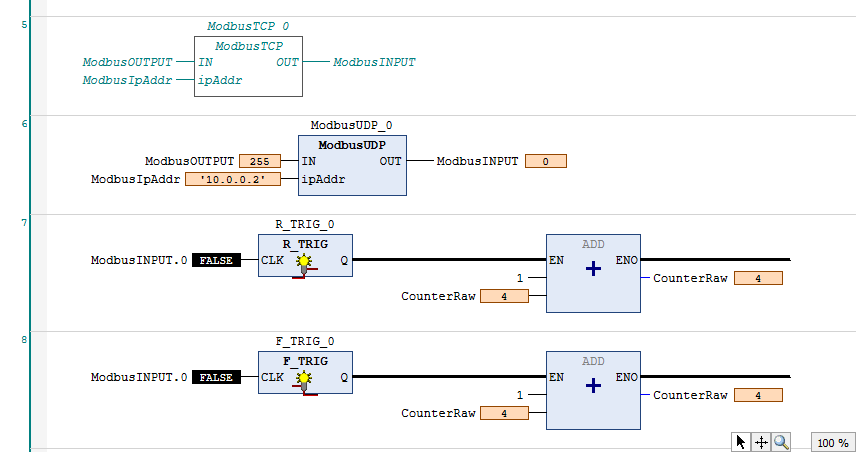 5
ModbusTCP_0
ModbusTCP
ModbusOUTPUT IN OUT ModbusINPUT
ModbusIpAddr ipAddr
6
ModbusUDP_0
ModbusUDP
ModbusOUTPUT 255 IN OUT ModbusINPUT 0
ModbusIpAddr '10.0.0.2' ipAddr
7
R_TRIG_0
R_TRIG ADD
ModbusINPUT.0 FALSE CLK Q EN ENO
1 CounterRaw 4
CounterRaw 4
8
F_TRIG_0
F_TRIG ADD
ModbusINPUT.0 FALSE CLK Q EN ENO
1 CounterRaw 4
CounterRaw 4
100 %